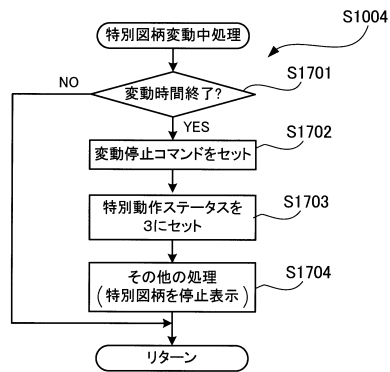 S1004
特別図柄変動中処理
S1701
変動時間終了?
NO
YES
S1702
変動停止コマンドをセット
S1703
特別動作ステータスを
3にセット
S1704
その他の処理
(特別図柄を停止表示)
リターン